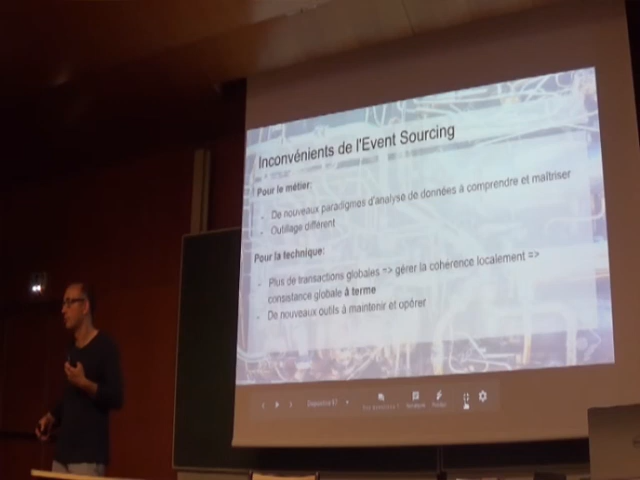 Inconvénients de l'Event Sourcing
Pour le métier:
- De nouveaux paradigmes d'analyse de données à comprendre et maîtriser
- Outillage différent
Pour la technique:
- Plus de transactions globales => gérer la cohérence localement =>
consistance globale à terme
- De nouveaux outils à maintenir et opérer